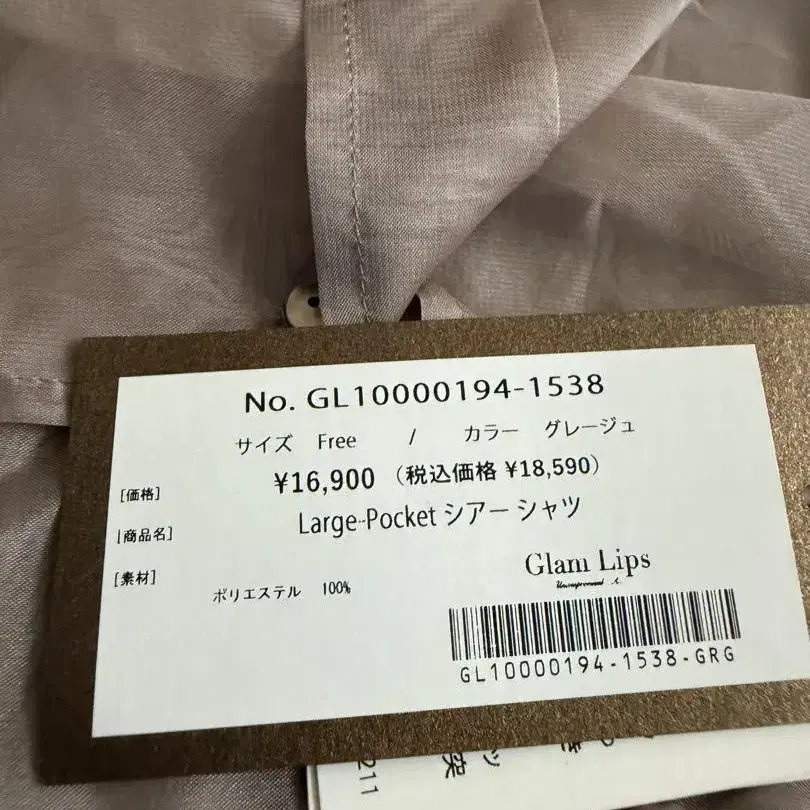 No. GL10000194-1538
サイズ Free / カラー グレージュ
[価格] ¥16,900 (税込価格 ¥18,590)
[商品名] Large-Pocket シアー シャツ
[素材] ポリエステル 100%
Glam Lips
GL10000194-1538-GRG
211